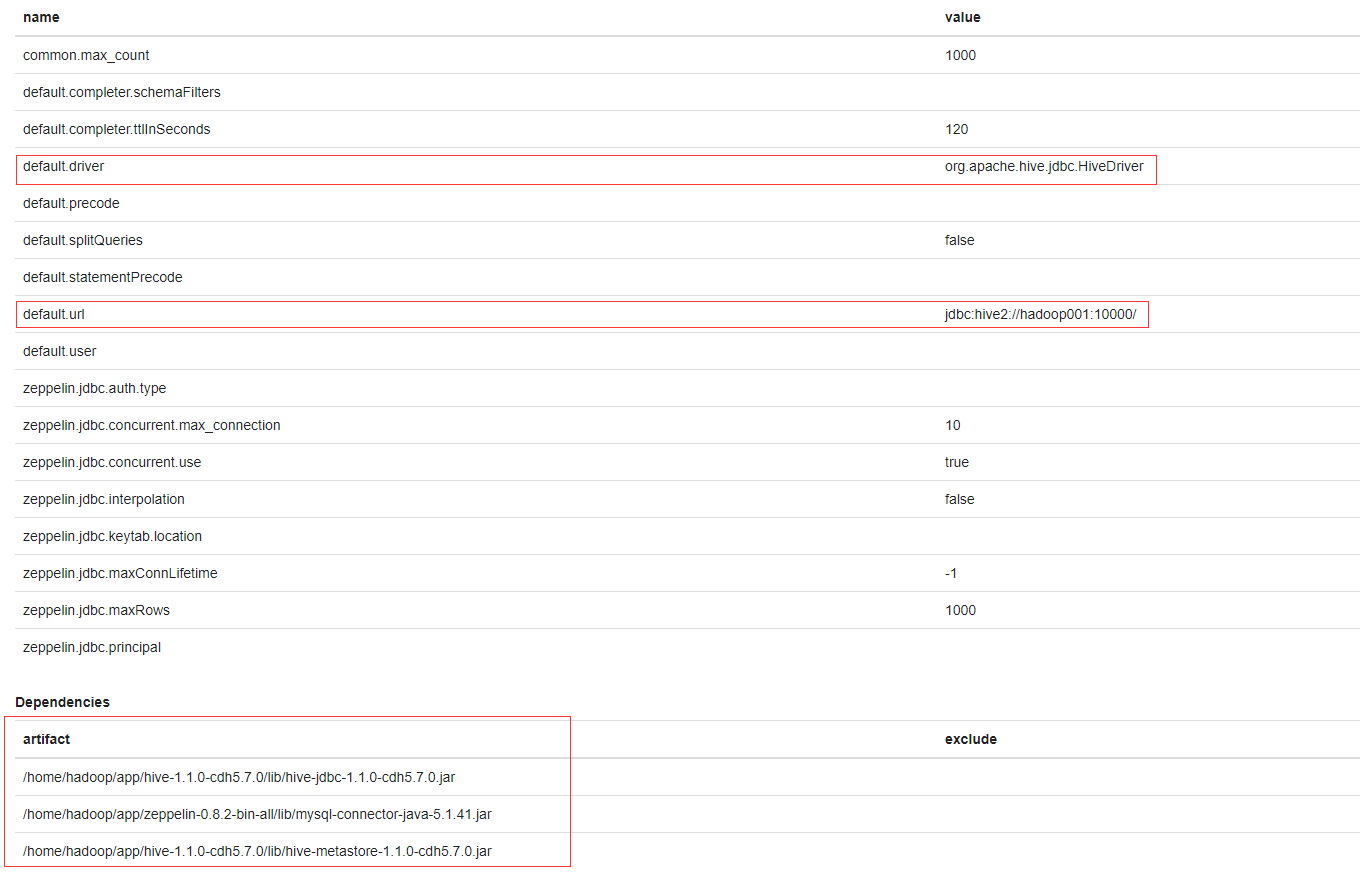 name value
common.max_count 1000
default.completer.schemaFilters
default.completer.ttlInSeconds 120
default.driver org.apache.hive.jdbc.HiveDriver
default.precode
default.splitQueries false
default.statementPrecode
default.url jdbc:hive2://hadoop001:10000/
default.user
zeppelin.jdbc.auth.type
zeppelin.jdbc.concurrent.max_connection 10
zeppelin.jdbc.concurrent.use true
zeppelin.jdbc.interpolation false
zeppelin.jdbc.keytab.location
zeppelin.jdbc.maxConnLifetime -1
zeppelin.jdbc.maxRows 1000
zeppelin.jdbc.principal
Dependencies
artifact exclude
/home/hadoop/app/hive-1.1.0-cdh5.7.0/lib/hive-jdbc-1.1.0-cdh5.7.0.jar
/home/hadoop/app/zeppelin-0.8.2-bin-all/lib/mysql-connector-java-5.1.41.jar
/home/hadoop/app/hive-1.1.0-cdh5.7.0/lib/hive-metastore-1.1.0-cdh5.7.0.jar